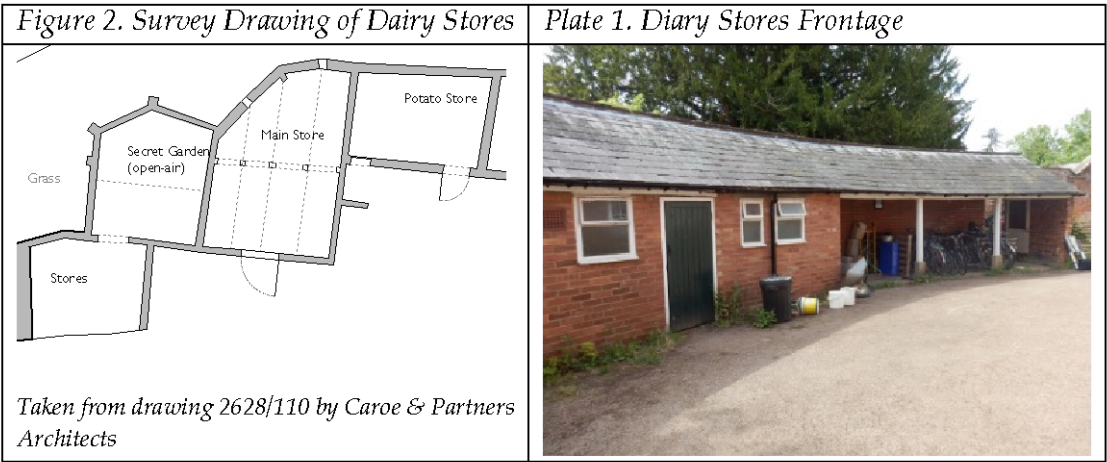 Figure 2. Survey Drawing of Dairy Stores
Plate 1. Diary Stores Frontage
Potato Store
Main Store
Secret Garden
(open-air)
Grass
Stores
Taken from drawing 2628/110 by Caroe & Partners
Architects